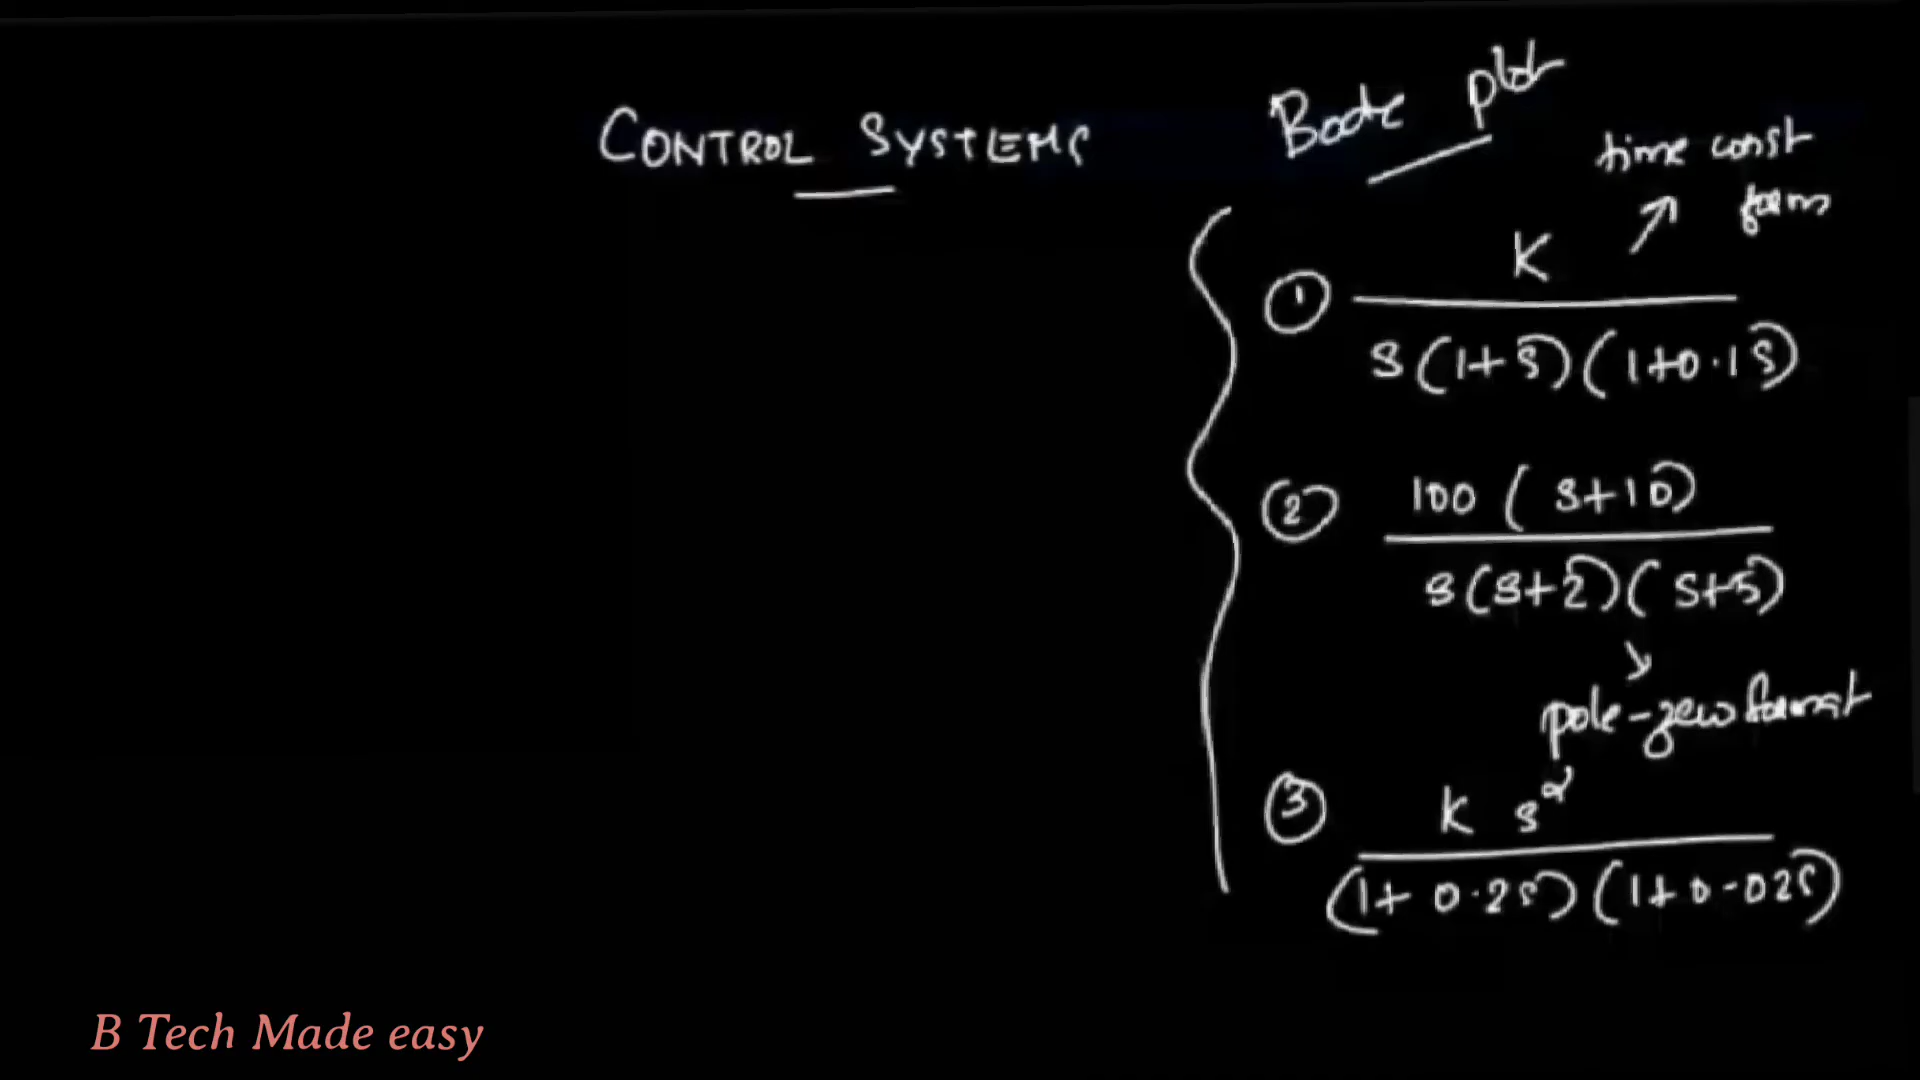 CONTROL SYSTEMS
Bode plot
time const
form
① K
s(1+s)(1+0.1s)
② 100 (s+10)
s(s+2)(s+5)
pole-zero format
③ K s²
(1+0.2s)(1+0.02s)
B Tech Made easy